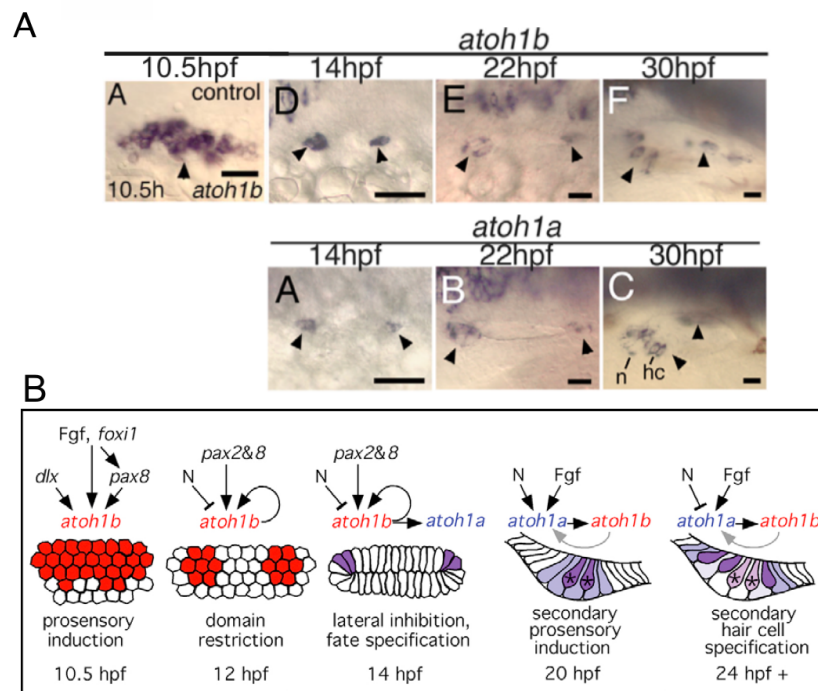 A
atoh1b
10.5hpf 14hpf 22hpf 30hpf
A control D E F
10.5h atoh1b
atoh1a
14hpf 22hpf 30hpf
A B C
n hc
B
Fgf, foxi1 pax2&8 pax2&8
dlx pax8 N N N Fgf N Fgf
atoh1b atoh1b atoh1b atoh1a atoh1a atoh1b atoh1a atoh1b
* * * *
prosensory domain lateral inhibition, secondary secondary
induction restriction fate specification prosensory hair cell
induction specification
10.5 hpf 12 hpf 14 hpf 20 hpf 24 hpf +